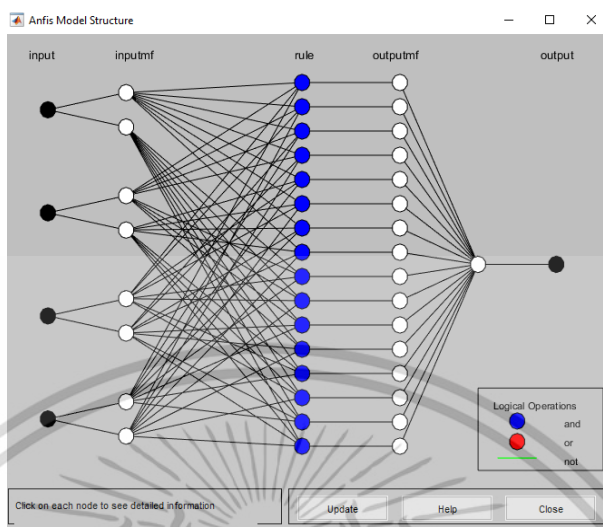 Anfis Model Structure
input inputmf rule outputmf output
Logical Operations
and
or
not
Click on each node to see detailed information
Update Help Close